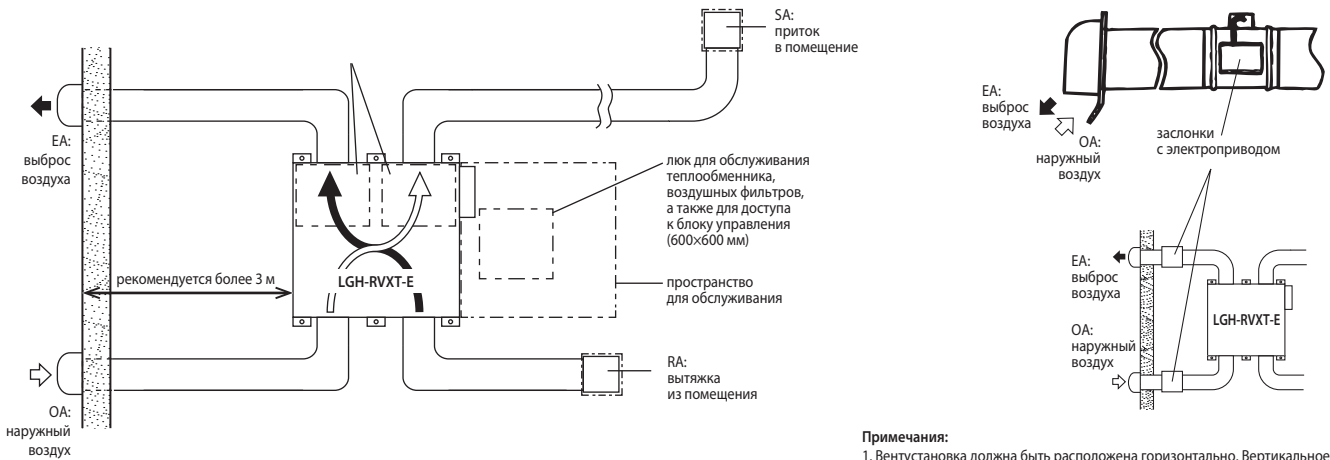 SA:
приток
в помещение
EA:
выброс
воздуха
люк для обслуживания
теплообменника,
воздушных фильтров,
а также для доступа
к блоку управления
(600×600 мм)
рекомендуется более 3 м
LGH-RVXT-E
пространство
для обслуживания
RA:
вытяжка
из помещения
OA:
наружный
воздух
EA:
выброс
воздуха
OA:
наружный
воздух
заслонки
с электроприводом
EA:
выброс
воздуха
OA:
наружный
воздух
LGH-RVXT-E
Примечания:
1. Вентустановка должна быть расположена горизонтально. Вертикальное